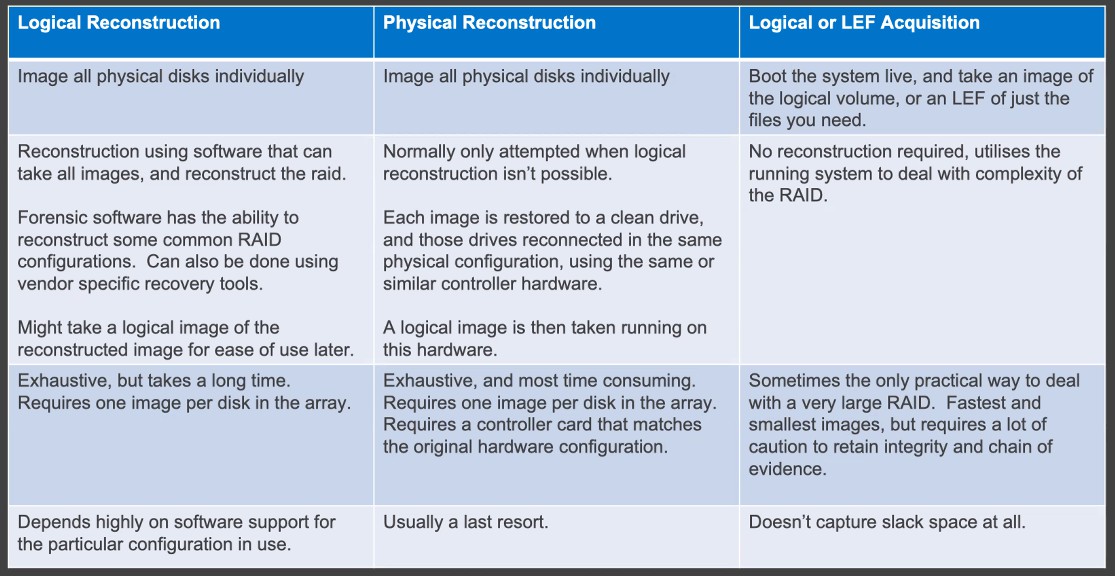 Logical Reconstruction
Physical Reconstruction
Logical or LEF Acquisition
Image all physical disks individually
Image all physical disks individually
Boot the system live, and take an image of
the logical volume, or an LEF of just the
files you need.
Reconstruction using software that can
take all images, and reconstruct the raid.
Forensic software has the ability to
reconstruct some common RAID
configurations.  Can also be done using
vendor specific recovery tools.
Might take a logical image of the
reconstructed image for ease of use later.
Normally only attempted when logical
reconstruction isn’t possible.
Each image is restored to a clean drive,
and those drives reconnected in the same
physical configuration, using the same or
similar controller hardware.
A logical image is then taken running on
this hardware.
No reconstruction required, utilises the
running system to deal with complexity of
the RAID.
Exhaustive, but takes a long time.
Requires one image per disk in the array.
Exhaustive, and most time consuming.
Requires one image per disk in the array.
Requires a controller card that matches
the original hardware configuration.
Sometimes the only practical way to deal
with a very large RAID.  Fastest and
smallest images, but requires a lot of
caution to retain integrity and chain of
evidence.
Depends highly on software support for
the particular configuration in use.
Usually a last resort.
Doesn’t capture slack space at all.